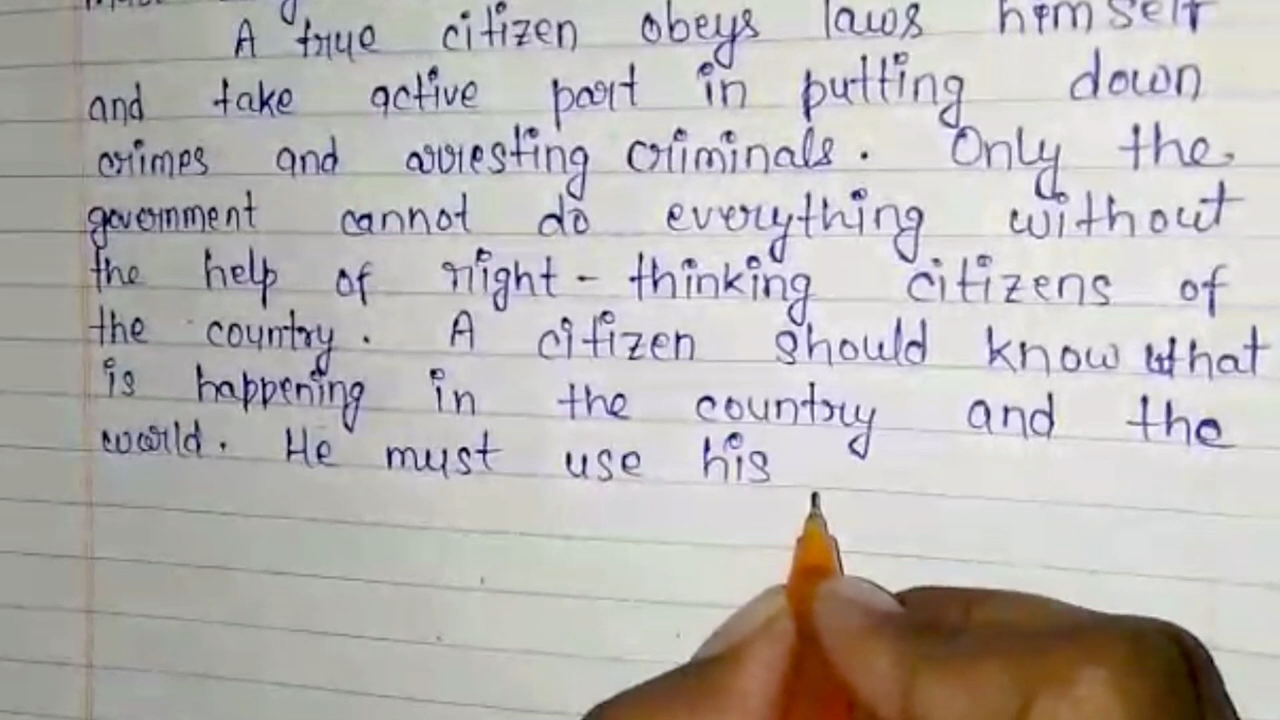 A true citizen obeys laws himself
and take active part in putting down
crimes and arresting criminals. Only the
government cannot do everything without
the help of right - thinking citizens of
the country. A citizen should know what
is happening in the country and the
world. He must use his